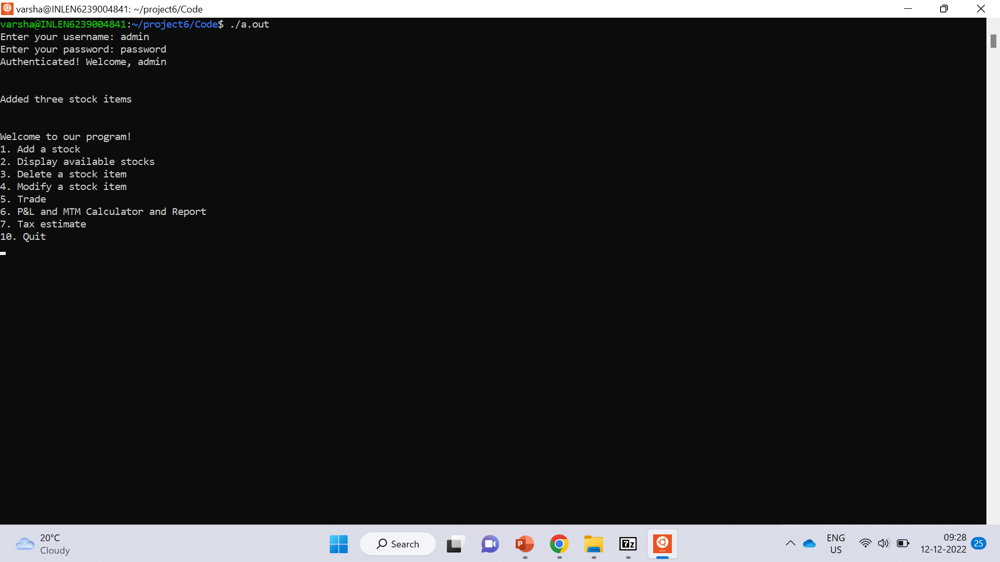 varsha@INLEN6239004841: ~/project6/Code
varsha@INLEN6239004841:~/project6/Code$ ./a.out
Enter your username: admin
Enter your password: password
Authenticated! Welcome, admin
Added three stock items
Welcome to our program!
1. Add a stock
2. Display available stocks
3. Delete a stock item
4. Modify a stock item
5. Trade
6. P&L and MTM Calculator and Report
7. Tax estimate
10. Quit
20°C
Cloudy
Search
P
7z
ENG
US
09:28
12-12-2022
25